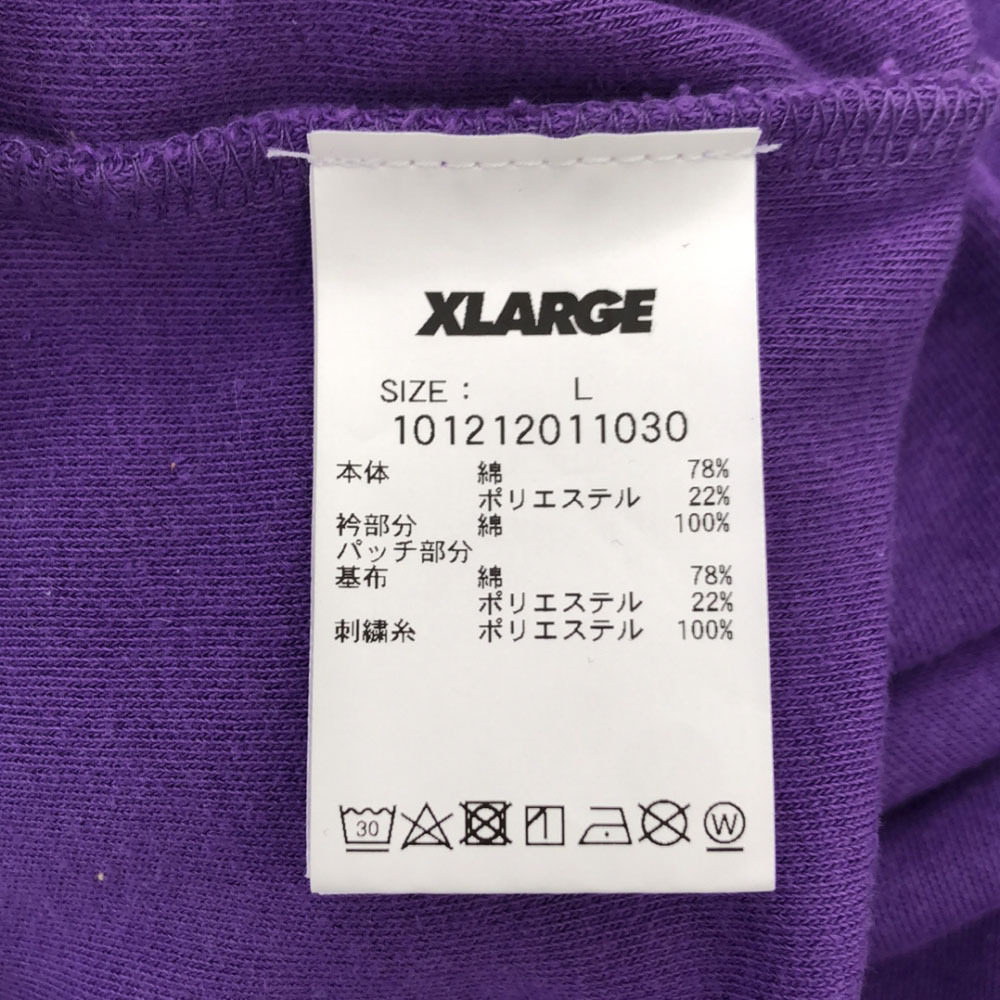 XLARGE
SIZE : L
101212011030
本体 綿 78%
ポリエステル 22%
衿部分 綿 100%
パッチ部分
基布 綿 78%
ポリエステル 22%
刺繍糸 ポリエステル 100%
30 W